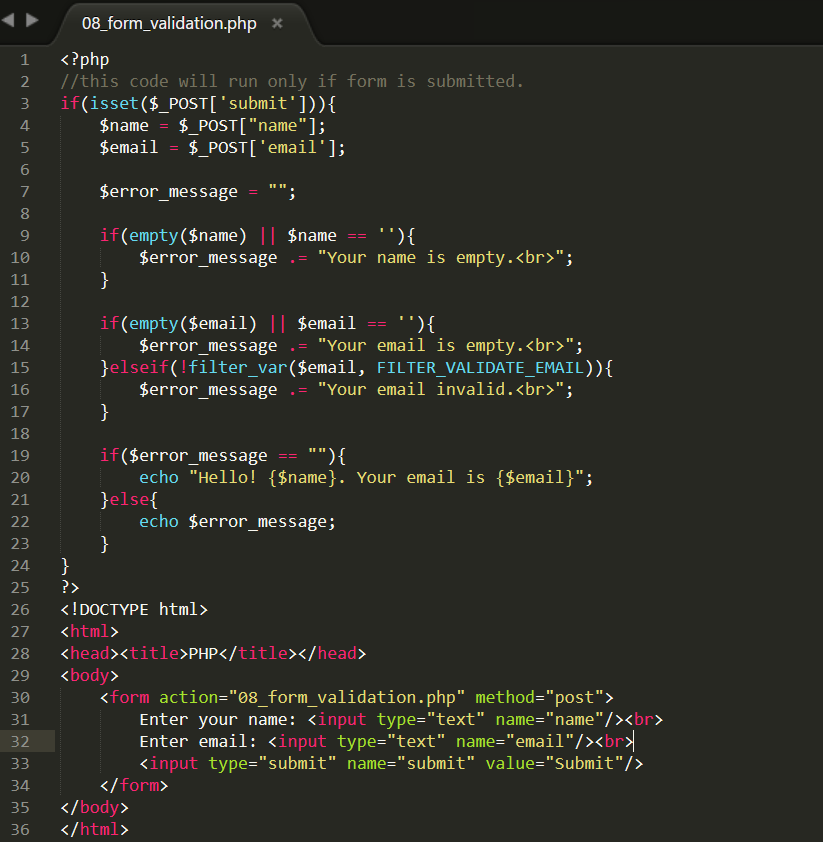 08_form_validation.php ×
1 <?php
2 //this code will run only if form is submitted.
3 if(isset($_POST['submit'])){
4     $name = $_POST["name"];
5     $email = $_POST['email'];
6
7     $error_message = "";
8
9     if(empty($name) || $name == ''){
10         $error_message .= "Your name is empty.<br>";
11     }
12
13     if(empty($email) || $email == ''){
14         $error_message .= "Your email is empty.<br>";
15     }elseif(!filter_var($email, FILTER_VALIDATE_EMAIL)){
16         $error_message .= "Your email invalid.<br>";
17     }
18
19     if($error_message == ""){
20         echo "Hello! {$name}. Your email is {$email}";
21     }else{
22         echo $error_message;
23     }
24 }
25 ?>
26 <!DOCTYPE html>
27 <html>
28 <head><title>PHP</title></head>
29 <body>
30     <form action="08_form_validation.php" method="post">
31         Enter your name: <input type="text" name="name"/><br>
32         Enter email: <input type="text" name="email"/><br>
33         <input type="submit" name="submit" value="Submit"/>
34     </form>
35 </body>
36 </html>